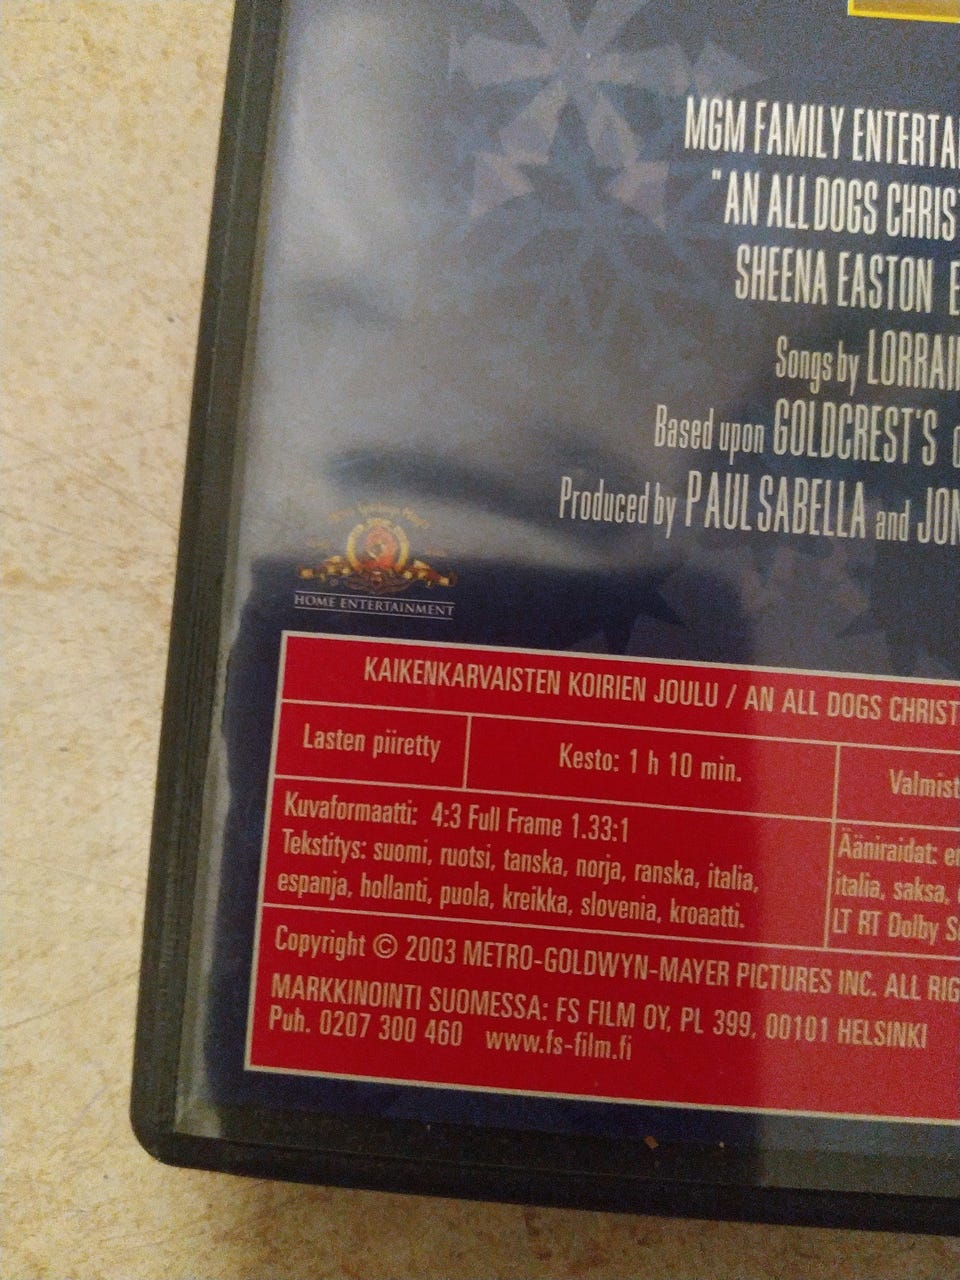 MGM FAMILY ENTERTA
"AN ALL DOGS CHRIS
SHEENA EASTON E
Songs by LORRAI
Based upon GOLDCREST'S
Produced by PAUL SABELLA and JON
HOME ENTERTAINMENT
KAIKENKARVAISTEN KOIRIEN JOULU / AN ALL DOGS CHRIST
Lasten piiretty
Kesto: 1 h 10 min.
Valmist
Kuvaformaatti: 4:3 Full Frame 1.33:1
Tekstitys: suomi, ruotsi, tanska, norja, ranska, italia,
espanja, hollanti, puola, kreikka, slovenia, kroaatti.
Ääniraidat: e
italia, saksa,
LT RT Dolby S
Copyright © 2003 METRO-GOLDWYN-MAYER PICTURES INC. ALL RIG
MARKKINOINTI SUOMESSA: FS FILM OY, PL 399, 00101 HELSINKI
Puh. 0207 300 460 www.fs-film.fi